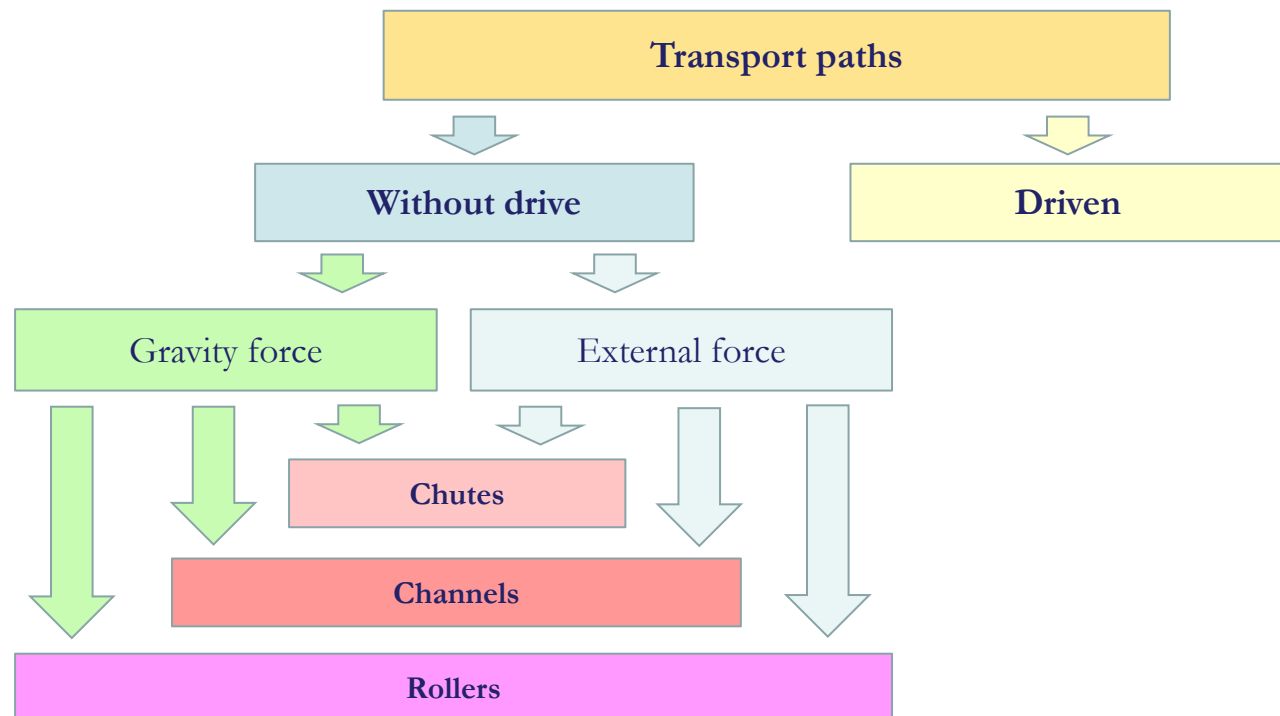 Transport paths
Without drive
Driven
Gravity force
External force
Chutes
Channels
Rollers